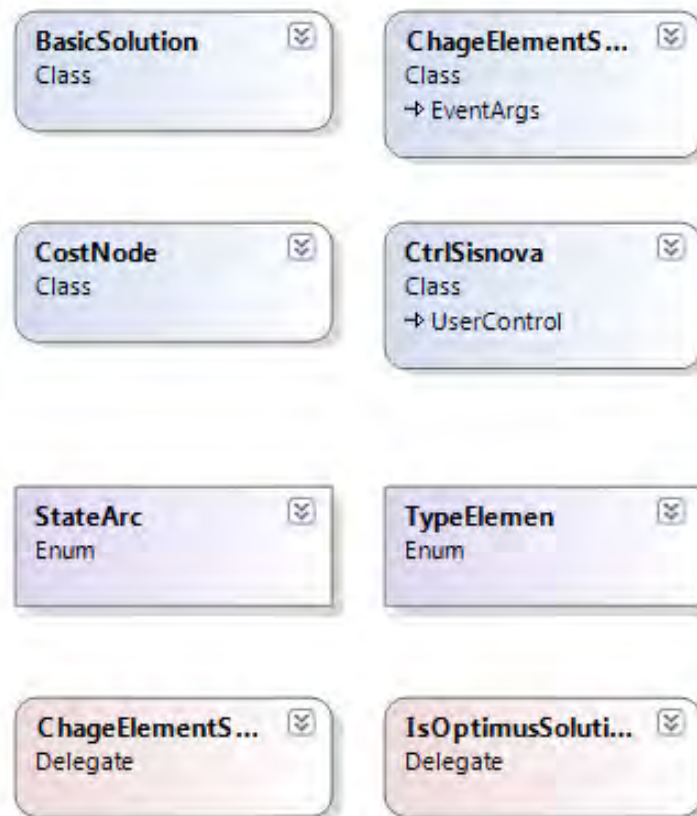 BasicSolution
Class
ChageElementS...
Class
EventArgs
CostNode
Class
CtrlSisnova
Class
UserControl
StateArc
Enum
TypeElemen
Enum
ChageElementS...
Delegate
IsOptimusSoluti...
Delegate